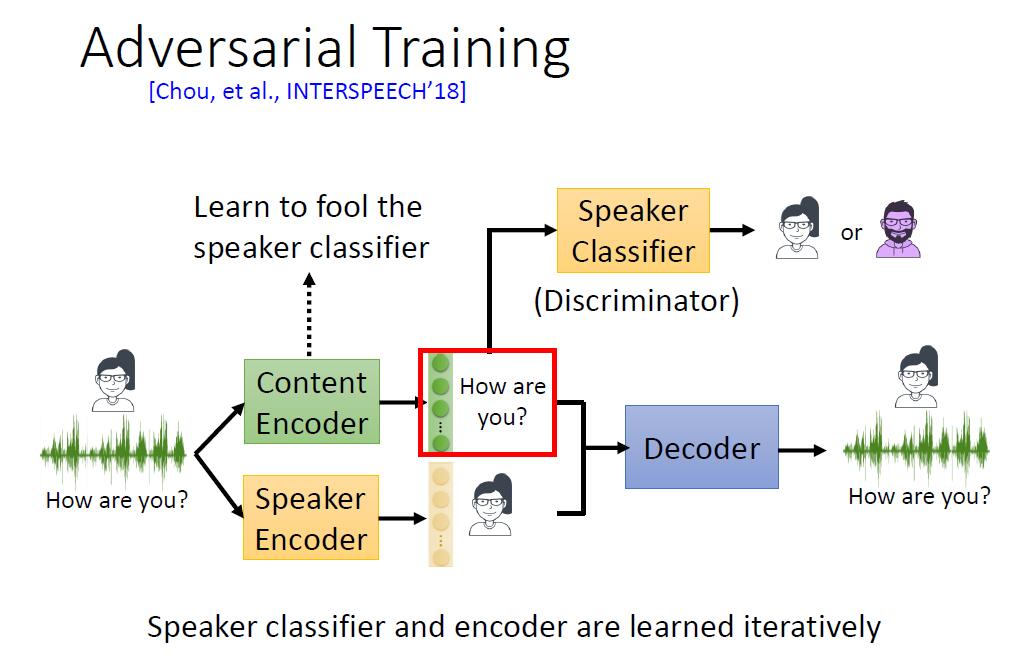 Adversarial Training
[Chou, et al., INTERSPEECH’18]
Learn to fool the
speaker classifier
Speaker
Classifier
or
(Discriminator)
Content
Encoder
How are
you?
Decoder
How are you?
Speaker
Encoder
How are you?
Speaker classifier and encoder are learned iteratively